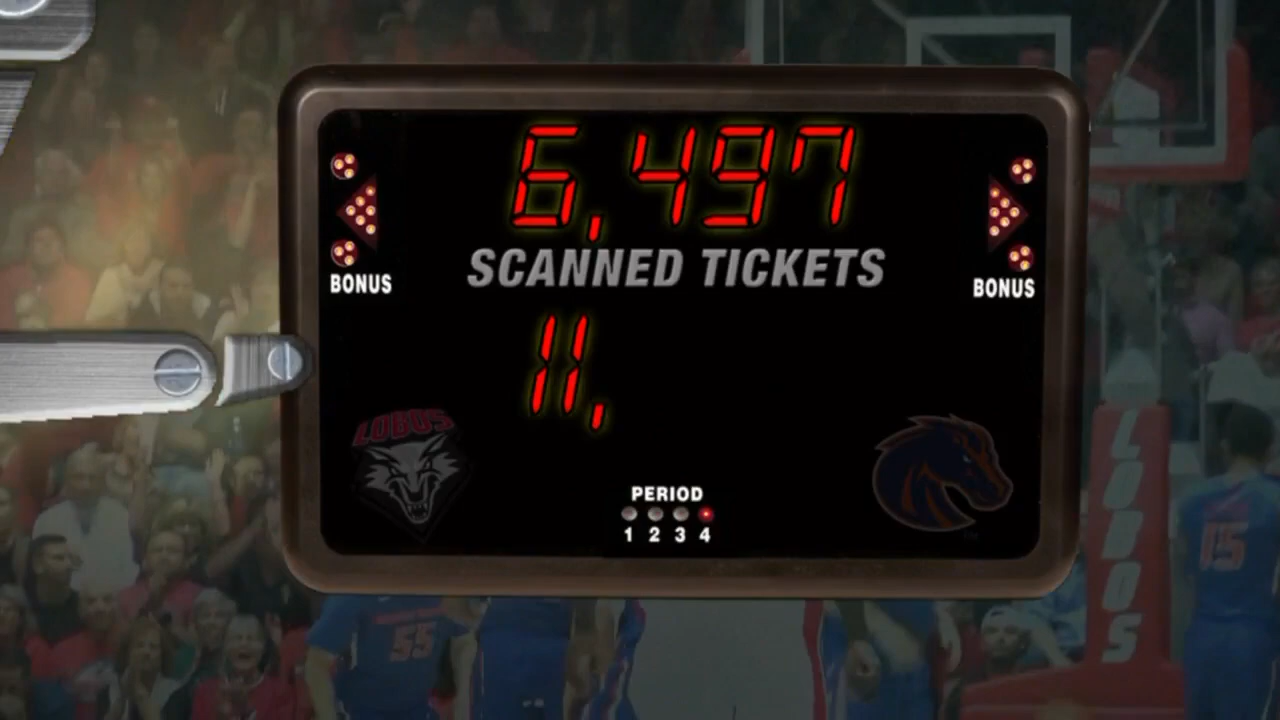 6,497
SCANNED TICKETS
BONUS
BONUS
11,
LOBOS
PERIOD
1 2 3 4
LOBOS
15
55